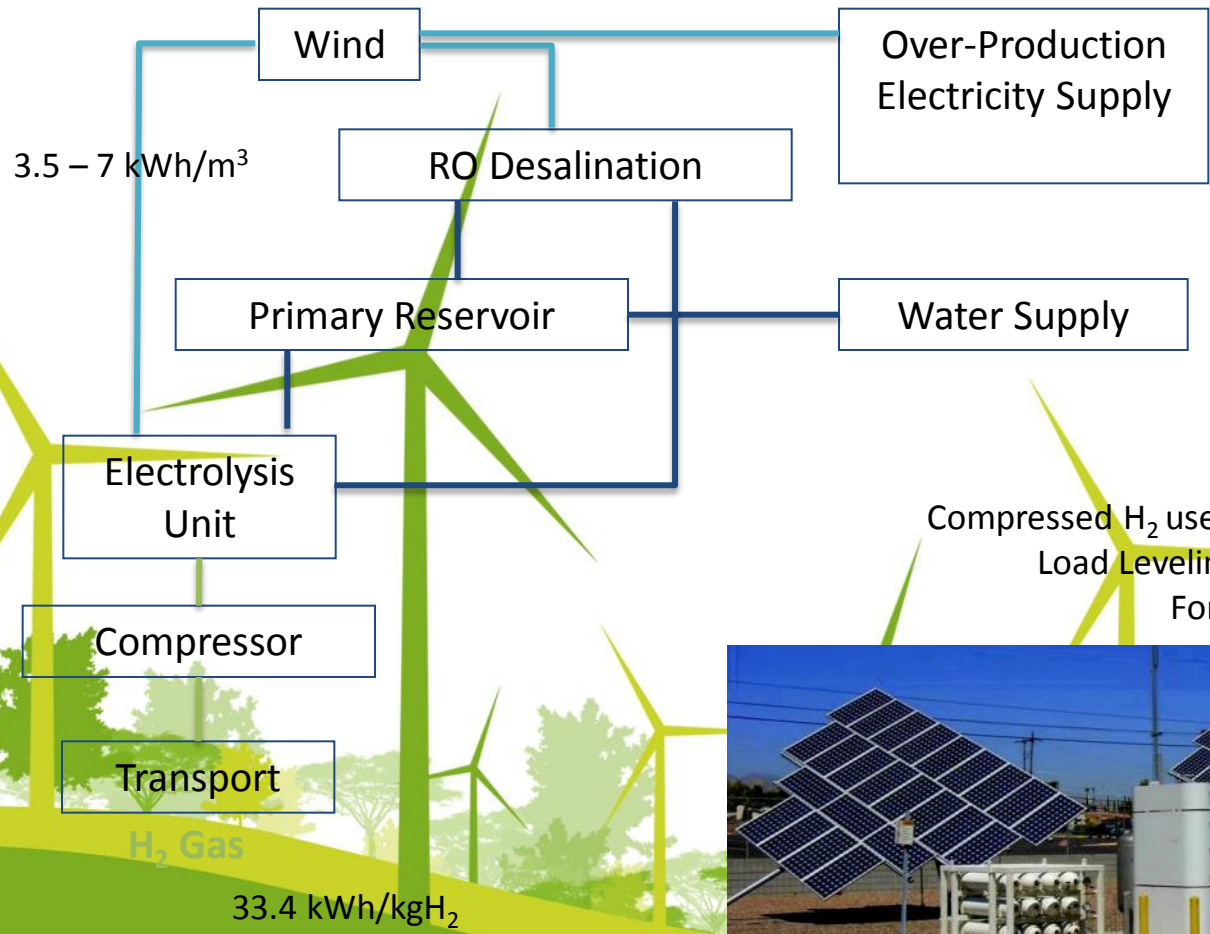 Wind
Over-Production
Electricity Supply
3.5 – 7 kWh/m³
RO Desalination
Primary Reservoir
Water Supply
Electrolysis
Unit
Compressed H₂ use
Load Levelin
For
Compressor
Transport
H₂ Gas
33.4 kWh/kgH₂